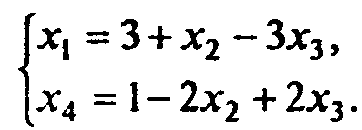 x₁ = 3 + x₂ − 3x₃,
x₄ = 1 − 2x₂ + 2x₃.